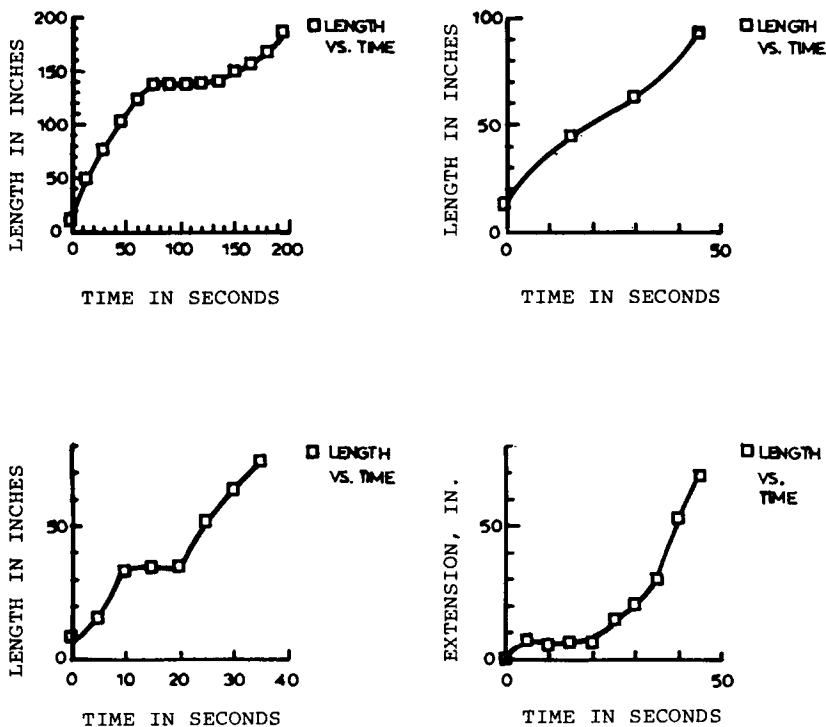 200
150
100
50
0
LENGTH IN INCHES
0 50 100 150 200
TIME IN SECONDS
LENGTH
VS. TIME
100
50
0
LENGTH IN INCHES
0 50
TIME IN SECONDS
LENGTH
VS. TIME
50
0
LENGTH IN INCHES
0 10 20 30 40
TIME IN SECONDS
LENGTH
VS. TIME
50
0
EXTENSION, IN.
0 50
TIME IN SECONDS
LENGTH
VS.
TIME